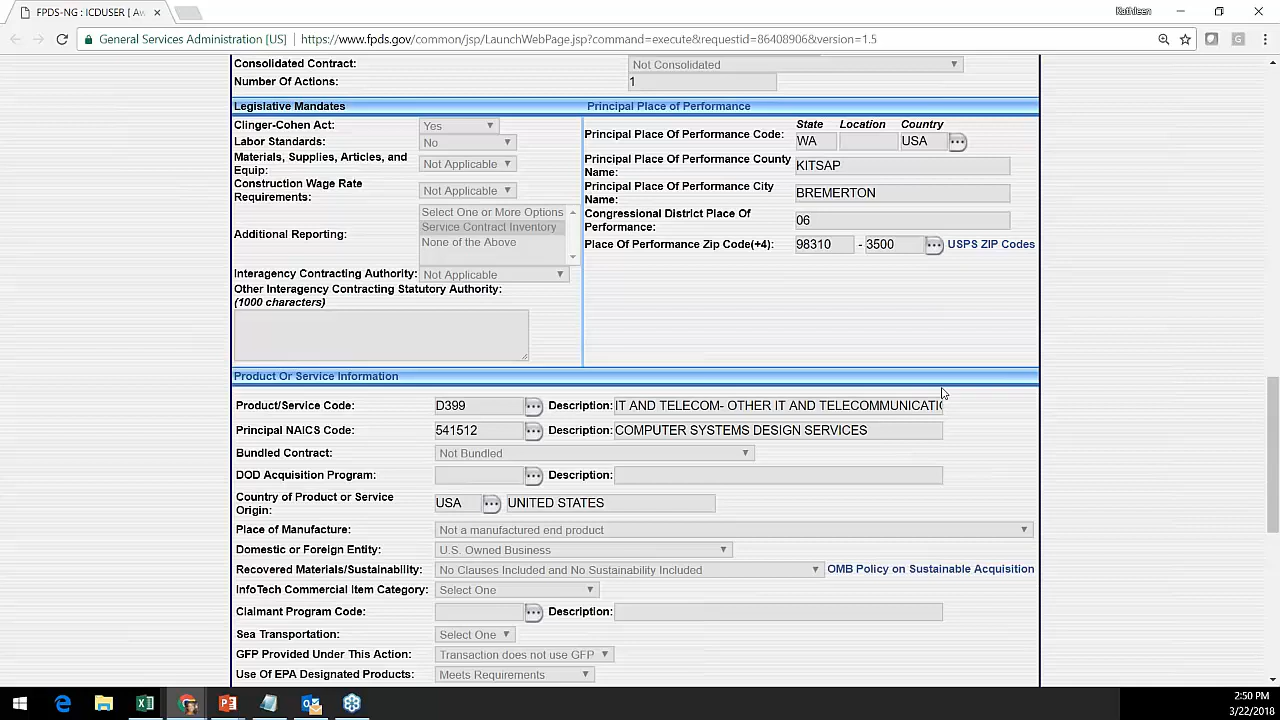 FPDS-NG : ICDUSER [ Aw
Kathleen
General Services Administration [US] https://www.fpds.gov/common/jsp/LaunchWebPage.jsp?command=execute&requestid=86408906&version=1.5
Consolidated Contract: Not Consolidated
Number Of Actions: 1
Legislative Mandates
Clinger-Cohen Act: Yes
Labor Standards: No
Materials, Supplies, Articles, and
Equip: Not Applicable
Construction Wage Rate
Requirements: Not Applicable
Select One or More Options
Additional Reporting: Service Contract Inventory
None of the Above
Interagency Contracting Authority: Not Applicable
Other Interagency Contracting Statutory Authority:
(1000 characters)
Principal Place of Performance
State Location Country
Principal Place Of Performance Code: WA USA
Principal Place Of Performance County
Name: KITSAP
Principal Place Of Performance City
Name: BREMERTON
Congressional District Place Of
Performance: 06
Place Of Performance Zip Code(+4): 98310 - 3500 USPS ZIP Codes
Product Or Service Information
Product/Service Code: D399 Description: IT AND TELECOM- OTHER IT AND TELECOMMUNICATI
Principal NAICS Code: 541512 Description: COMPUTER SYSTEMS DESIGN SERVICES
Bundled Contract: Not Bundled
DOD Acquisition Program: Description:
Country of Product or Service
Origin: USA UNITED STATES
Place of Manufacture: Not a manufactured end product
Domestic or Foreign Entity: U.S. Owned Business
Recovered Materials/Sustainability: No Clauses Included and No Sustainability Included OMB Policy on Sustainable Acquisition
InfoTech Commercial Item Category: Select One
Claimant Program Code: Description:
Sea Transportation: Select One
GFP Provided Under This Action: Transaction does not use GFP
Use Of EPA Designated Products: Meets Requirements
2:50 PM
3/22/2018